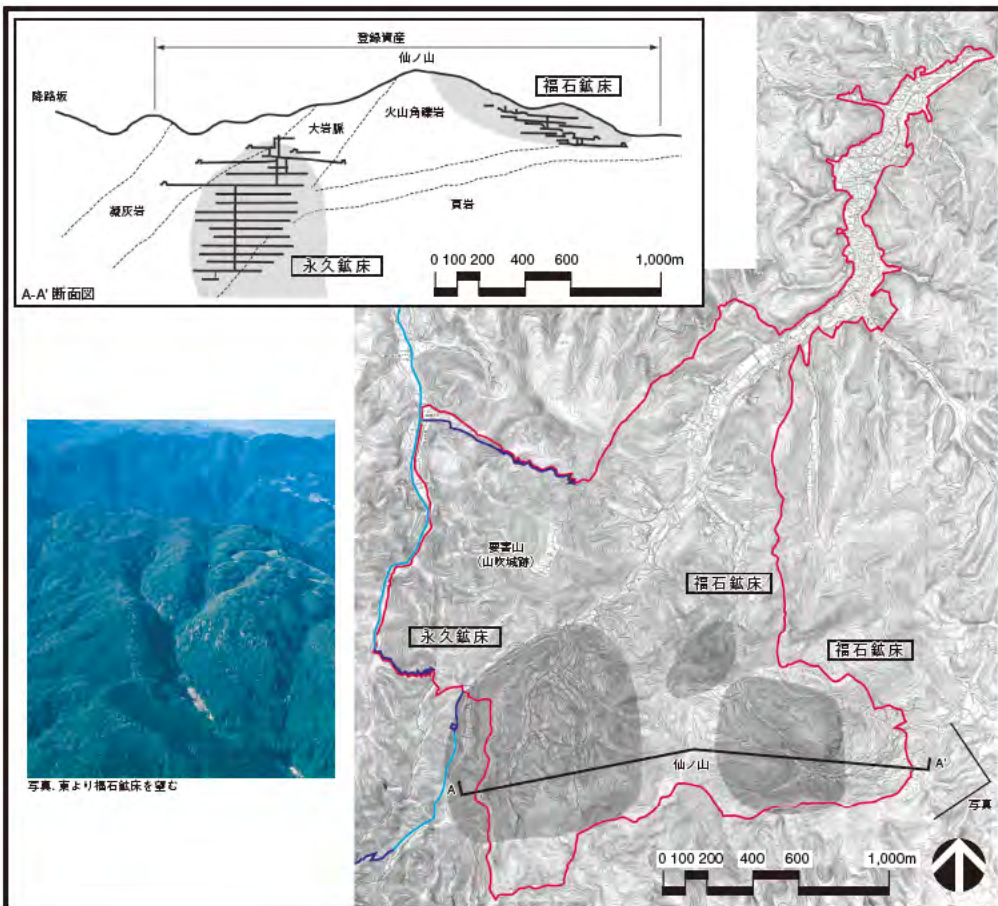 登録資産
仙ノ山
福石鉱床
降路坂
大岩脈
火山角礫岩
凝灰岩
頁岩
永久鉱床
0 100 200 400 600 1,000m
A-A' 断面図
要害山
(山吹城跡)
福石鉱床
永久鉱床
福石鉱床
仙ノ山
A
A'
写真
写真. 東より福石鉱床を望む
0 100 200 400 600 1,000m